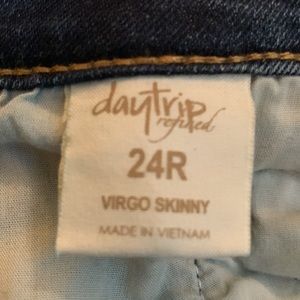 daytrip
refined
24R
VIRGO SKINNY
MADE IN VIETNAM